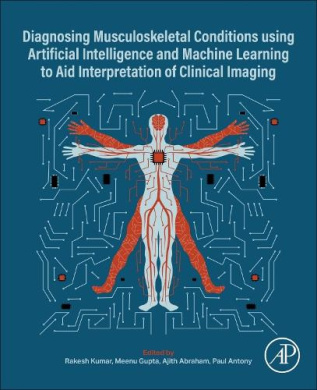 Diagnosing Musculoskeletal Conditions using
Artificial Intelligence and Machine Learning
to Aid Interpretation of Clinical Imaging
Edited by
Rakesh Kumar, Meenu Gupta, Ajith Abraham, Paul Antony
AP